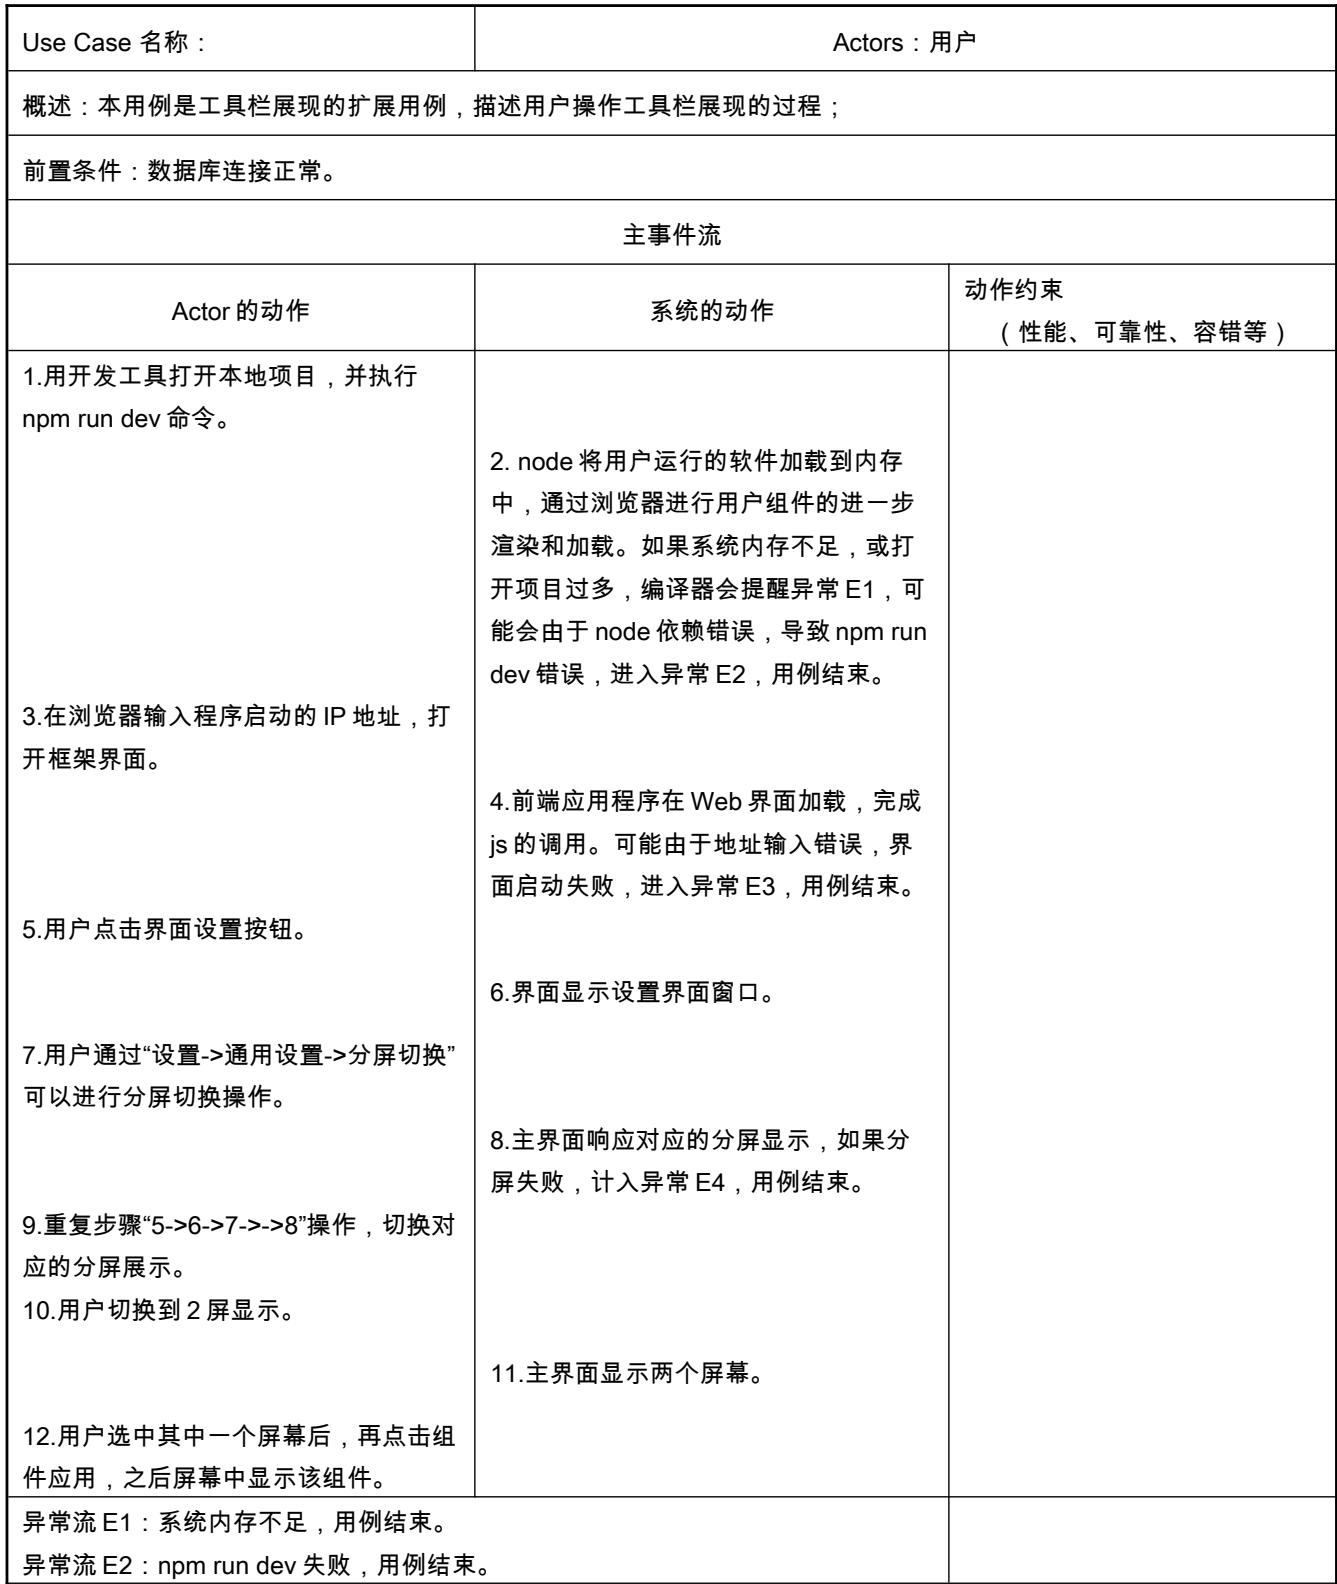 Use Case 名称：
Actors：用户
概述：本用例是工具栏展现的扩展用例，描述用户操作工具栏展现的过程；
前置条件：数据库连接正常。
主事件流
Actor 的动作
系统的动作
动作约束
（性能、可靠性、容错等）
1.用开发工具打开本地项目，并执行
npm run dev 命令。
2. node 将用户运行的软件加载到内存
中，通过浏览器进行用户组件的进一步
渲染和加载。如果系统内存不足，或打
开项目过多，编译器会提醒异常 E1，可
能会由于 node 依赖错误，导致 npm run
dev 错误，进入异常 E2，用例结束。
3.在浏览器输入程序启动的 IP 地址，打
开框架界面。
4.前端应用程序在 Web 界面加载，完成
js 的调用。可能由于地址输入错误，界
面启动失败，进入异常 E3，用例结束。
5.用户点击界面设置按钮。
6.界面显示设置界面窗口。
7.用户通过“设置->通用设置->分屏切换”
可以进行分屏切换操作。
8.主界面响应对应的分屏显示，如果分
屏失败，计入异常 E4，用例结束。
9.重复步骤“5->6->7->->8”操作，切换对
应的分屏展示。
10.用户切换到 2 屏显示。
11.主界面显示两个屏幕。
12.用户选中其中一个屏幕后，再点击组
件应用，之后屏幕中显示该组件。
异常流 E1：系统内存不足，用例结束。
异常流 E2：npm run dev 失败，用例结束。